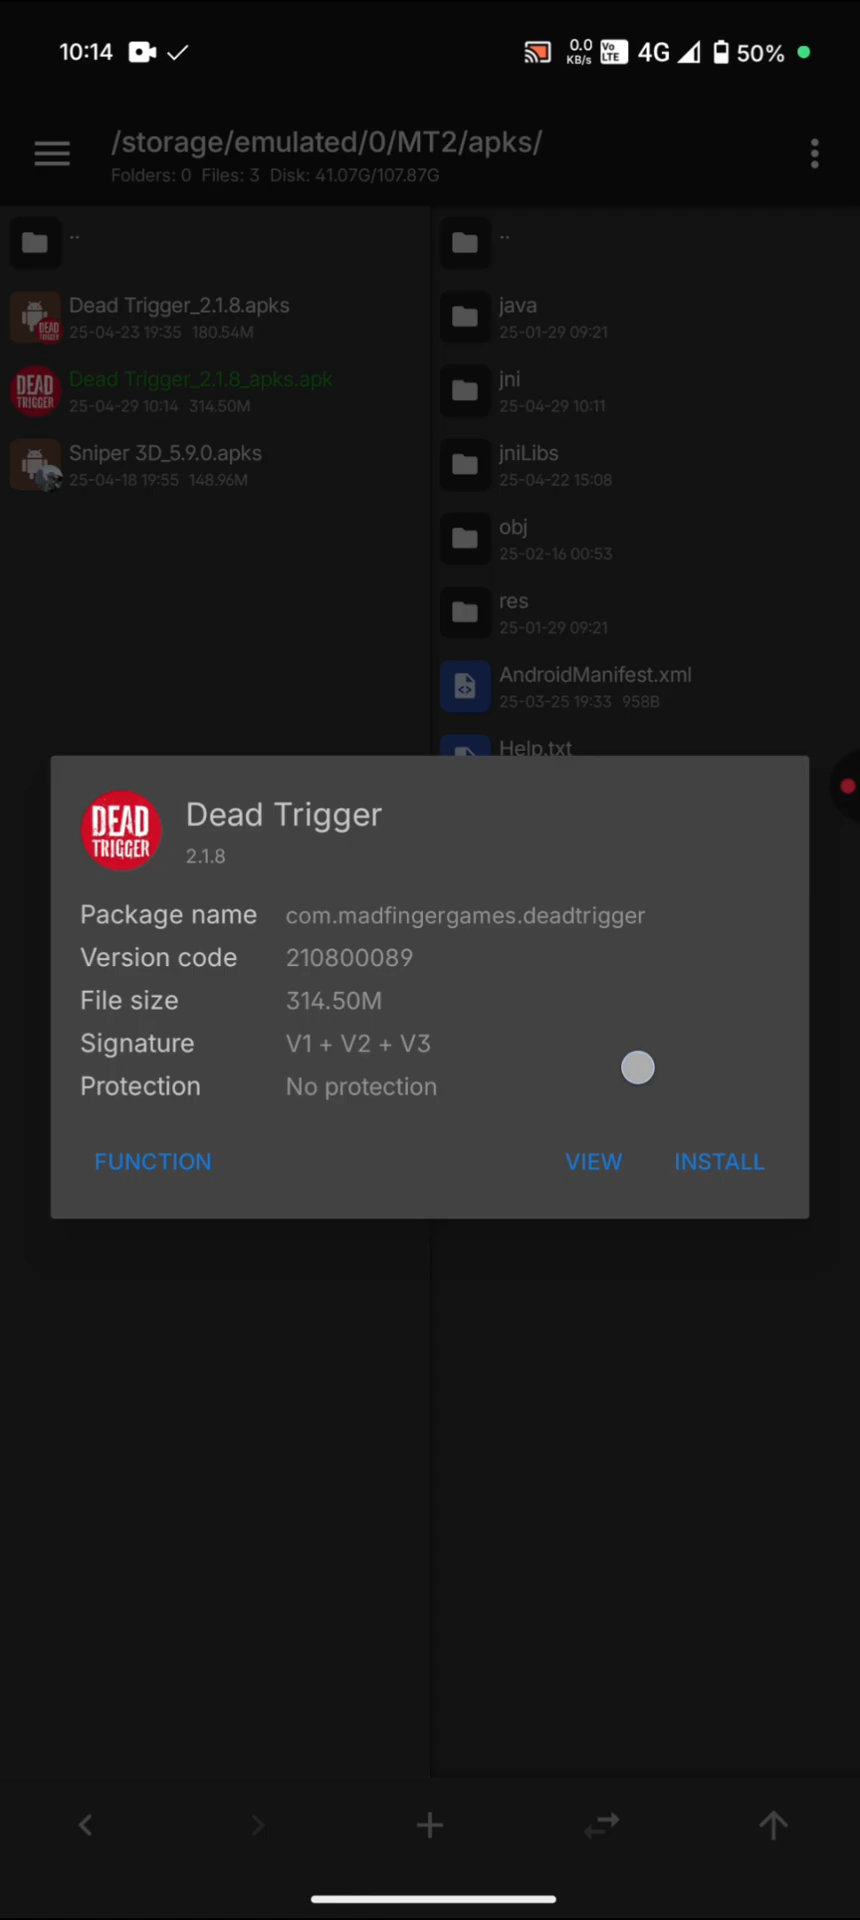 10:14
0.0 KB/s Vo LTE 4G 50%
/storage/emulated/0/MT2/apks/
Folders: 0 Files: 3 Disk: 41.07G/107.87G
..
Dead Trigger_2.1.8.apks
25-04-23 19:35 180.54M
DEAD TRIGGER
Dead Trigger_2.1.8_apks.apk
25-04-29 10:14 314.50M
Sniper 3D_5.9.0.apks
25-04-18 19:55 148.96M
..
java
25-01-29 09:21
jni
25-04-29 10:11
jniLibs
25-04-22 15:08
obj
25-02-16 00:53
res
25-01-29 09:21
AndroidManifest.xml
25-03-25 19:33 958B
Help.txt
DEAD
TRIGGER
Dead Trigger
2.1.8
Package name com.madfingergames.deadtrigger
Version code 210800089
File size 314.50M
Signature V1 + V2 + V3
Protection No protection
FUNCTION VIEW INSTALL